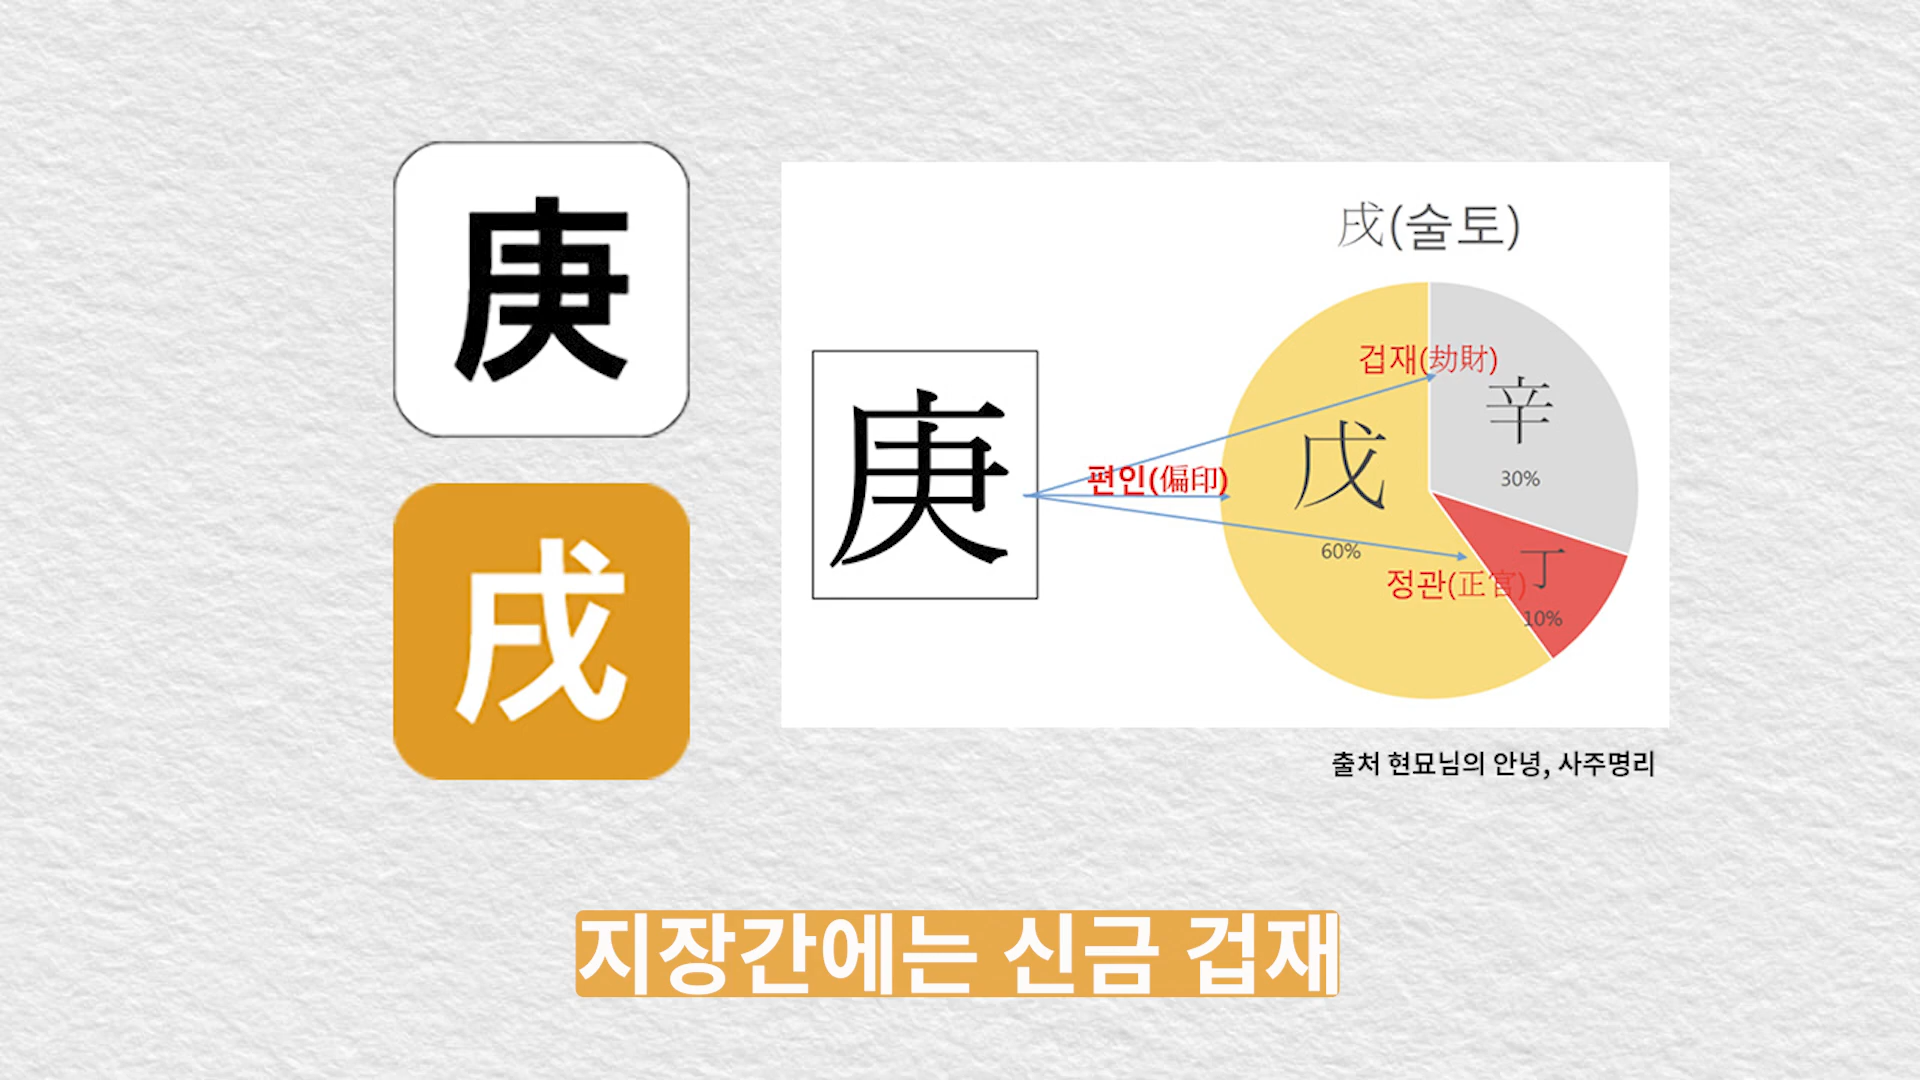 庚
戌
戌(술토)
겁재(劫財)
辛
30%
庚
편인(偏印)
戊
60%
정관(正官)
丁
10%
출처 현묘님의 안녕, 사주명리
지장간에는 신금 겁재